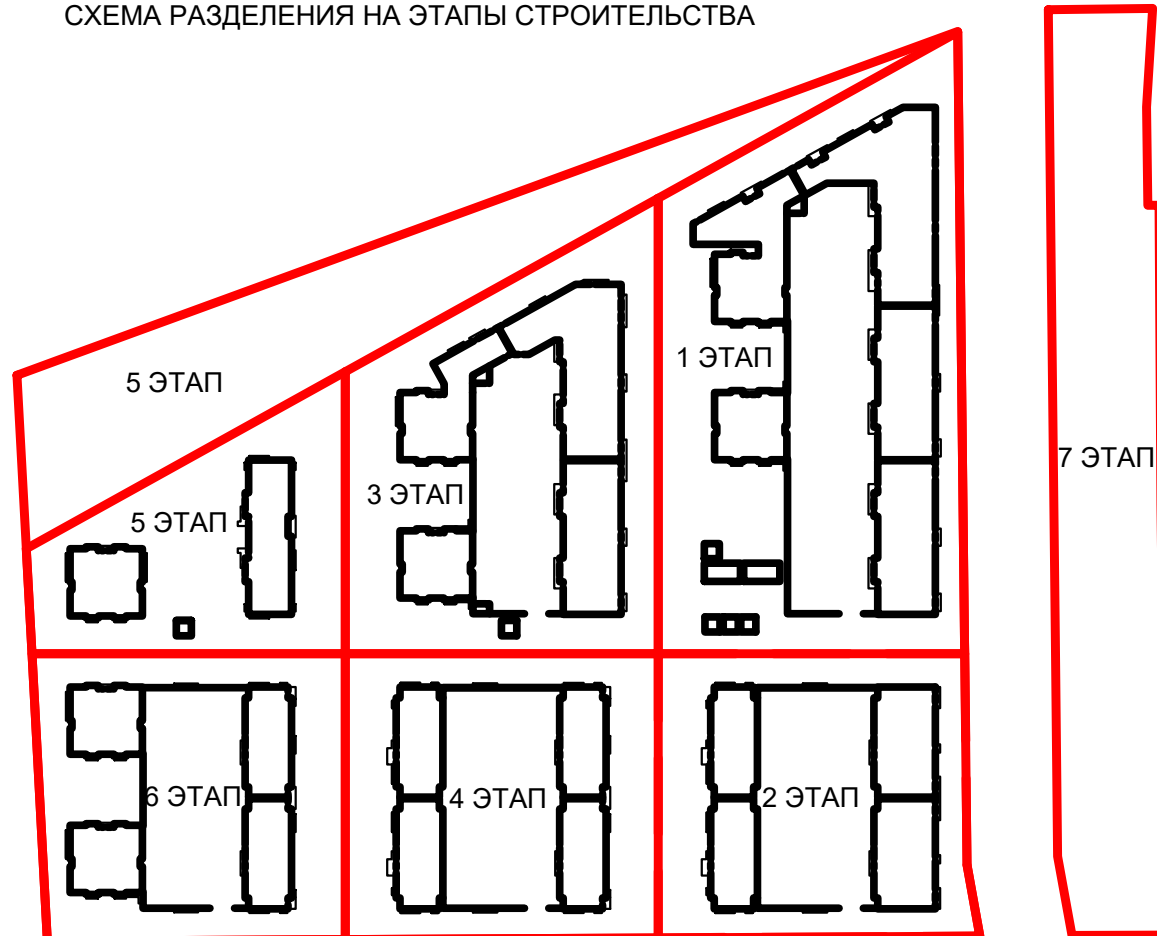 СХЕМА РАЗДЕЛЕНИЯ НА ЭТАПЫ СТРОИТЕЛЬСТВА
1 ЭТАП
5 ЭТАП
7 ЭТАП
3 ЭТАП
5 ЭТАП
6 ЭТАП
4 ЭТАП
2 ЭТАП